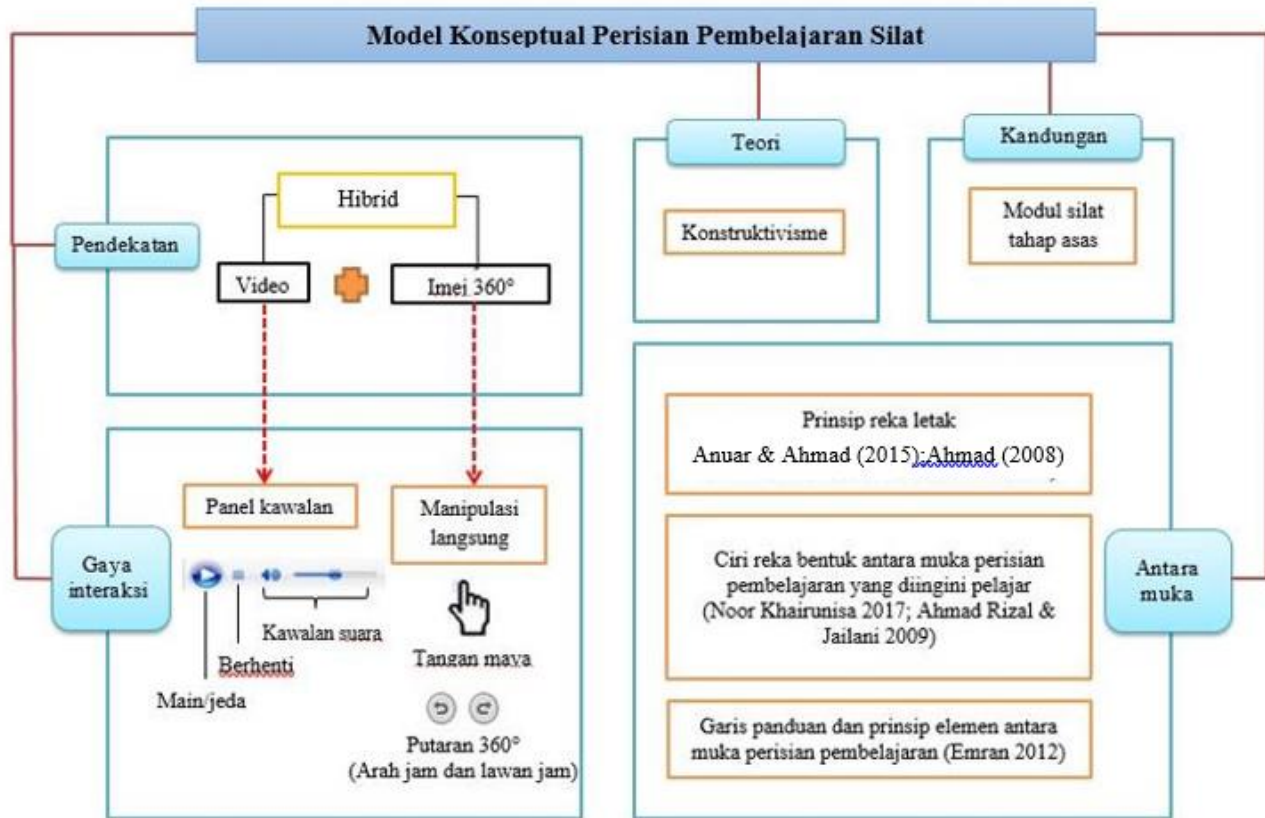 Model Konseptual Perisian Pembelajaran Silat
Pendekatan
Hibrid
Video
Imej 360°
Teori
Konstruktivisme
Kandungan
Modul silat
tahap asas
Gaya
interaksi
Panel kawalan
Kawalan suara
Berhenti
Main/jeda
Manipulasi
langsung
Tangan maya
Putaran 360°
(Arah jam dan lawan jam)
Antara
muka
Prinsip reka letak
Anuar & Ahmad (2015);Ahmad (2008)
Ciri reka bentuk antara muka perisian
pembelajaran yang diingini pelajar
(Noor Khairunisa 2017; Ahmad Rizal &
Jailani 2009)
Garis panduan dan prinsip elemen antara
muka perisian pembelajaran (Emran 2012)